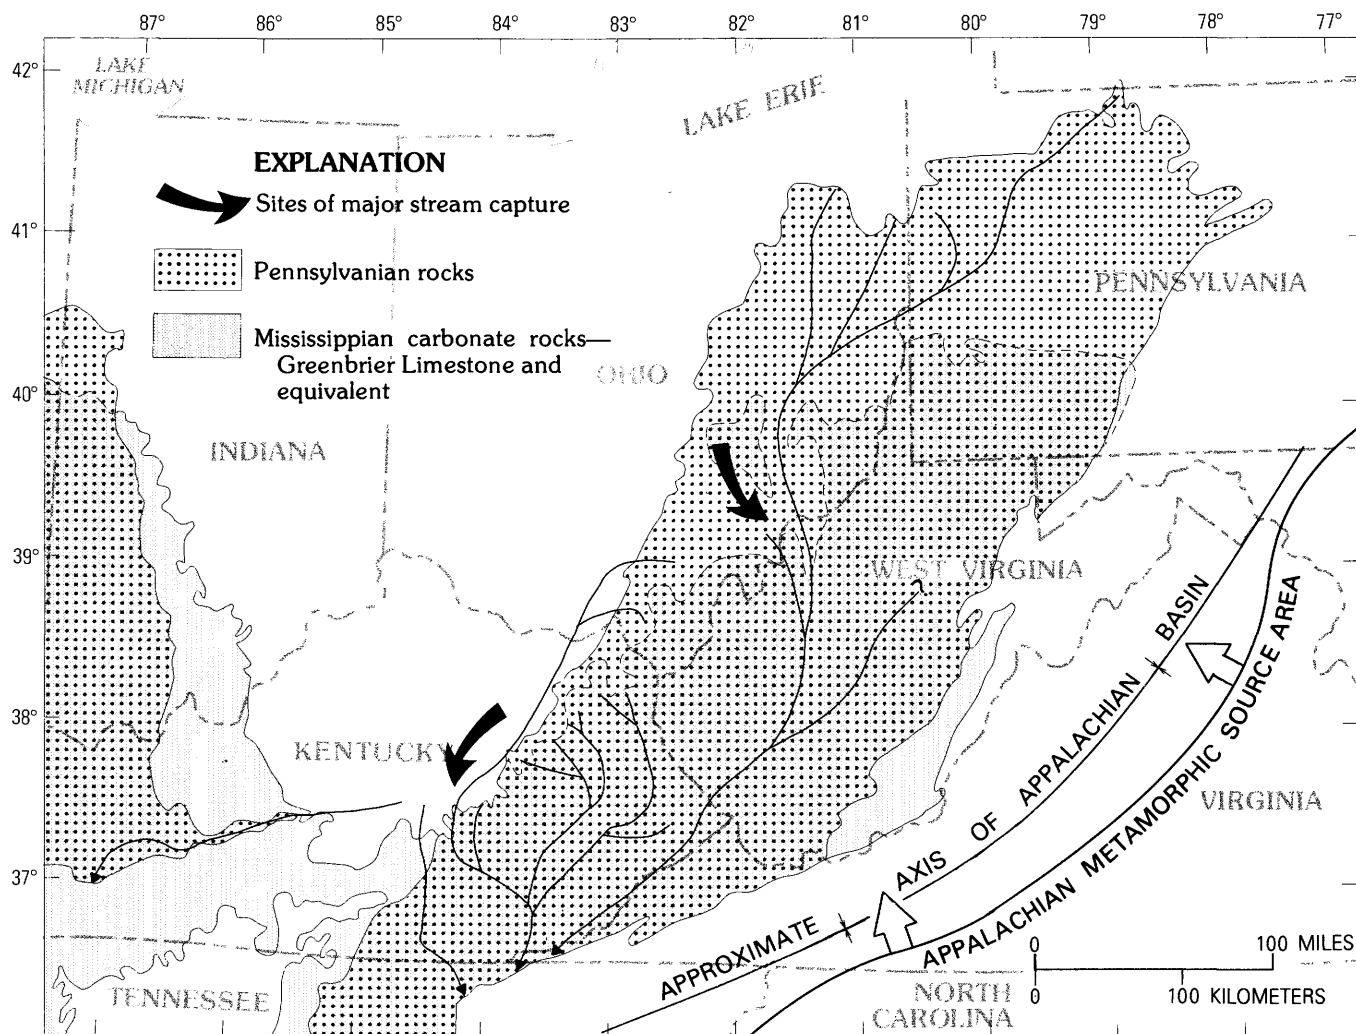 87° 86° 85° 84° 83° 82° 81° 80° 79° 78° 77°
42°
LAKE
MICHIGAN
LAKE ERIE
EXPLANATION
Sites of major stream capture
41°
Pennsylvanian rocks
PENNSYLVANIA
Mississippian carbonate rocks—
Greenbrier Limestone and
equivalent
OHIO
40°
INDIANA
39°
WEST VIRGINIA
?
38°
KENTUCKY
VIRGINIA
37°
APPROXIMATE AXIS OF APPALACHIAN BASIN
APPALACHIAN METAMORPHIC SOURCE AREA
TENNESSEE
NORTH
CAROLINA
0 100 MILES
0 100 KILOMETERS